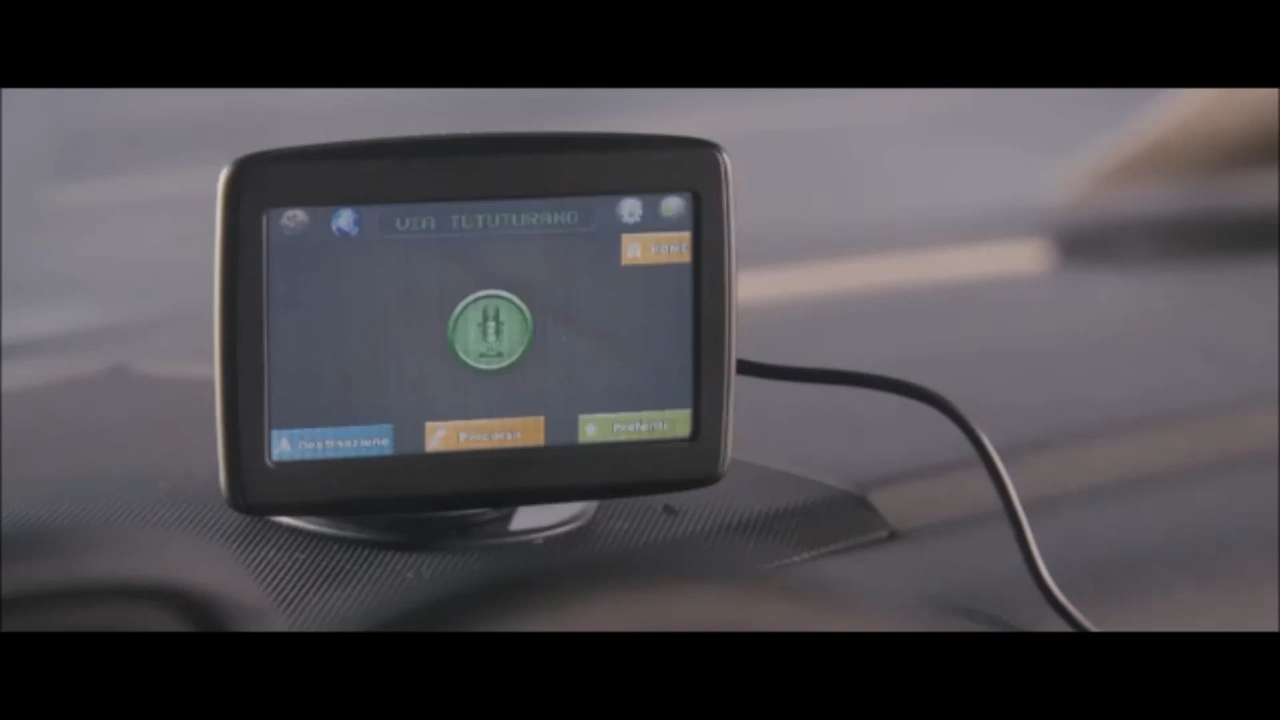 VIA TUTUTURANO
HOME
Destinazione
Percorso
Preferiti